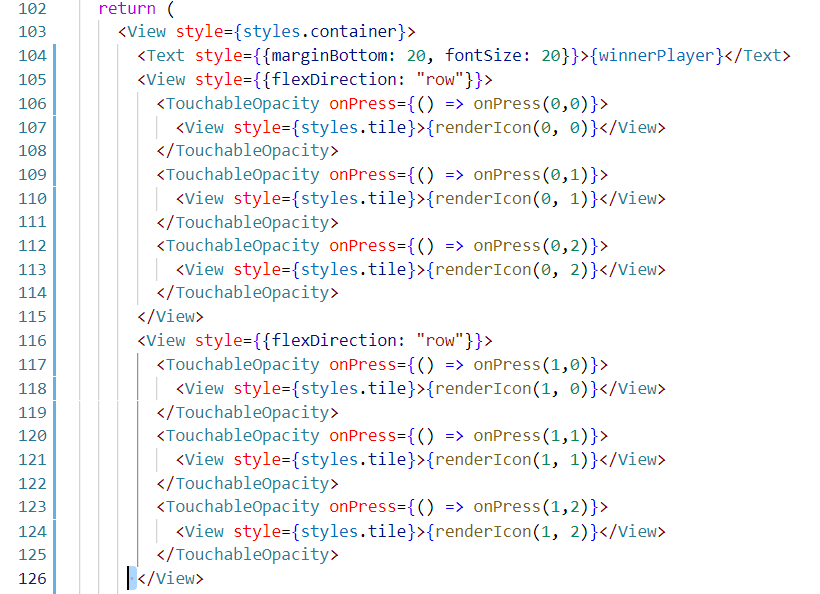 102 return (
103 <View style={styles.container}>
104 <Text style={{marginBottom: 20, fontSize: 20}}>{winnerPlayer}</Text>
105 <View style={{flexDirection: "row"}}>
106 <TouchableOpacity onPress={() => onPress(0,0)}>
107 <View style={styles.tile}>{renderIcon(0, 0)}</View>
108 </TouchableOpacity>
109 <TouchableOpacity onPress={() => onPress(0,1)}>
110 <View style={styles.tile}>{renderIcon(0, 1)}</View>
111 </TouchableOpacity>
112 <TouchableOpacity onPress={() => onPress(0,2)}>
113 <View style={styles.tile}>{renderIcon(0, 2)}</View>
114 </TouchableOpacity>
115 </View>
116 <View style={{flexDirection: "row"}}>
117 <TouchableOpacity onPress={() => onPress(1,0)}>
118 <View style={styles.tile}>{renderIcon(1, 0)}</View>
119 </TouchableOpacity>
120 <TouchableOpacity onPress={() => onPress(1,1)}>
121 <View style={styles.tile}>{renderIcon(1, 1)}</View>
122 </TouchableOpacity>
123 <TouchableOpacity onPress={() => onPress(1,2)}>
124 <View style={styles.tile}>{renderIcon(1, 2)}</View>
125 </TouchableOpacity>
126 </View>